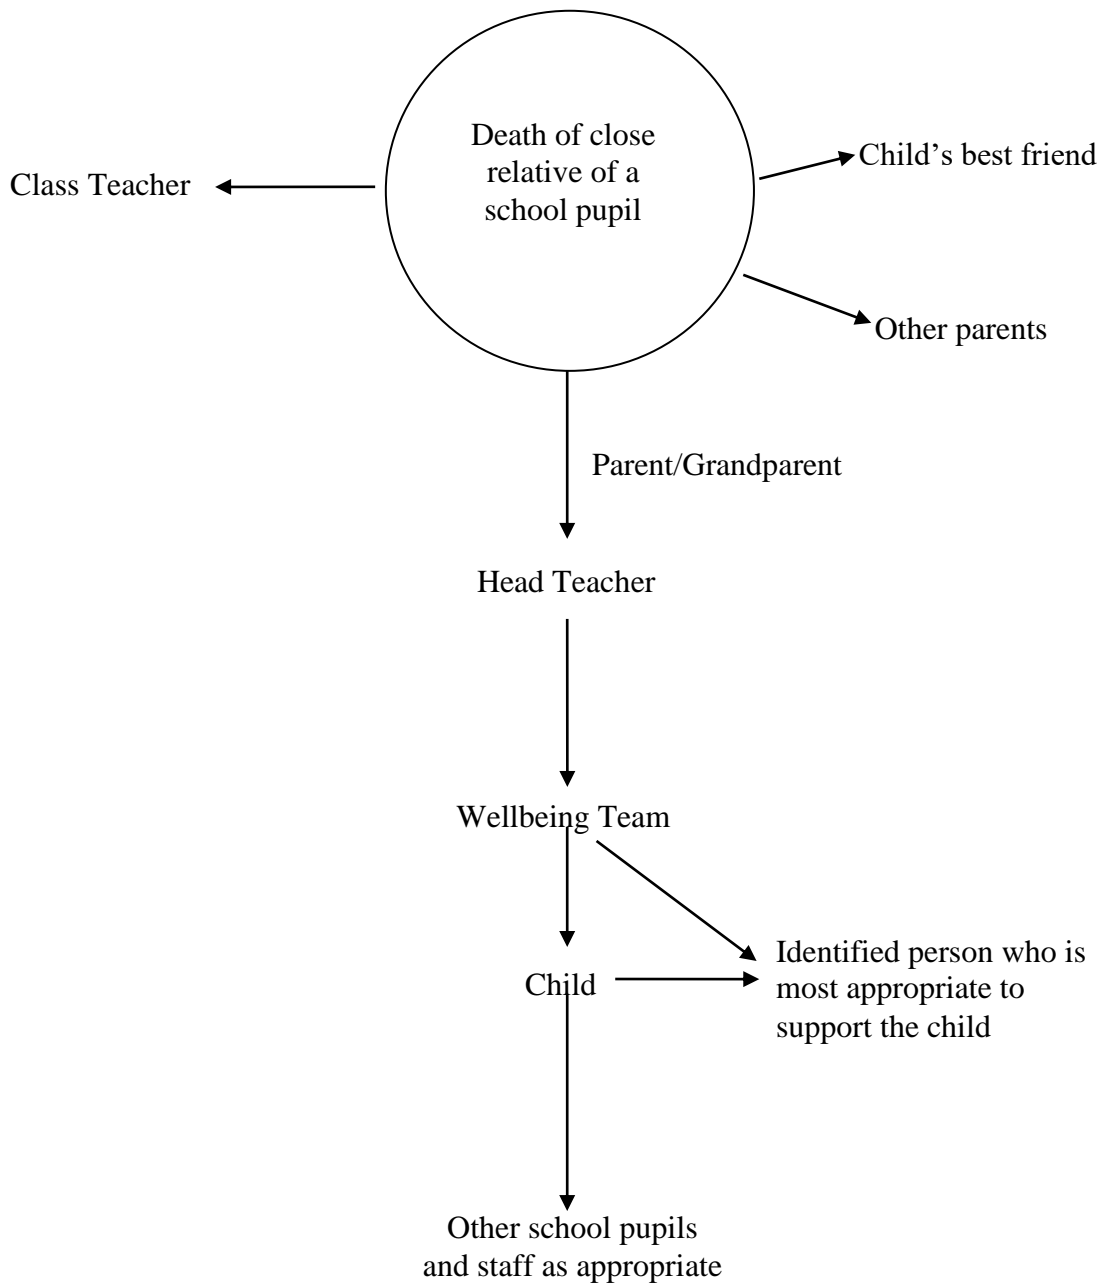 Death of close
relative of a
school pupil
Class Teacher
Child’s best friend
Other parents
Parent/Grandparent
Head Teacher
Wellbeing Team
Child
Identified person who is
most appropriate to
support the child
Other school pupils
and staff as appropriate